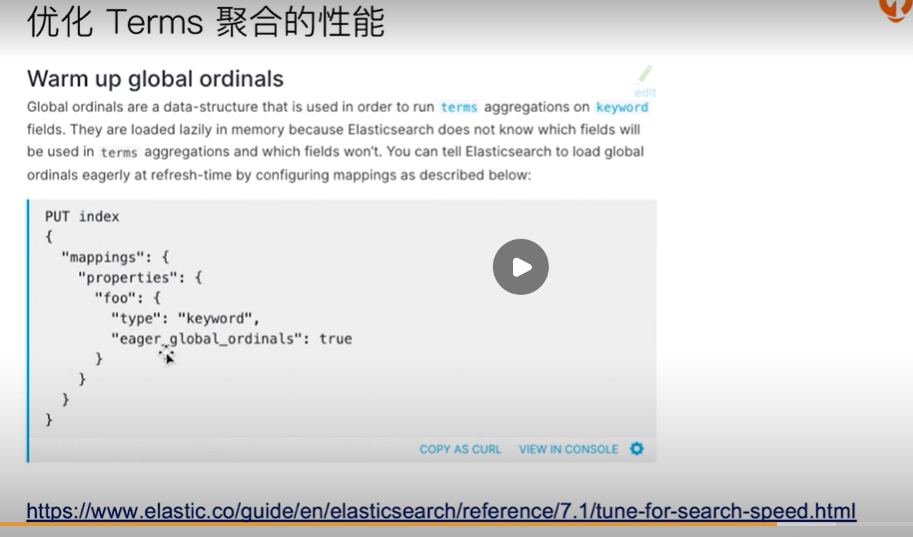 优化 Terms 聚合的性能
Warm up global ordinals
edit
Global ordinals are a data-structure that is used in order to run terms aggregations on keyword
fields. They are loaded lazily in memory because Elasticsearch does not know which fields will
be used in terms aggregations and which fields won't. You can tell Elasticsearch to load global
ordinals eagerly at refresh-time by configuring mappings as described below:
PUT index
{
  "mappings": {
    "properties": {
      "foo": {
        "type": "keyword",
        "eager_global_ordinals": true
      }
    }
  }
}
COPY AS CURL VIEW IN CONSOLE
https://www.elastic.co/guide/en/elasticsearch/reference/7.1/tune-for-search-speed.html